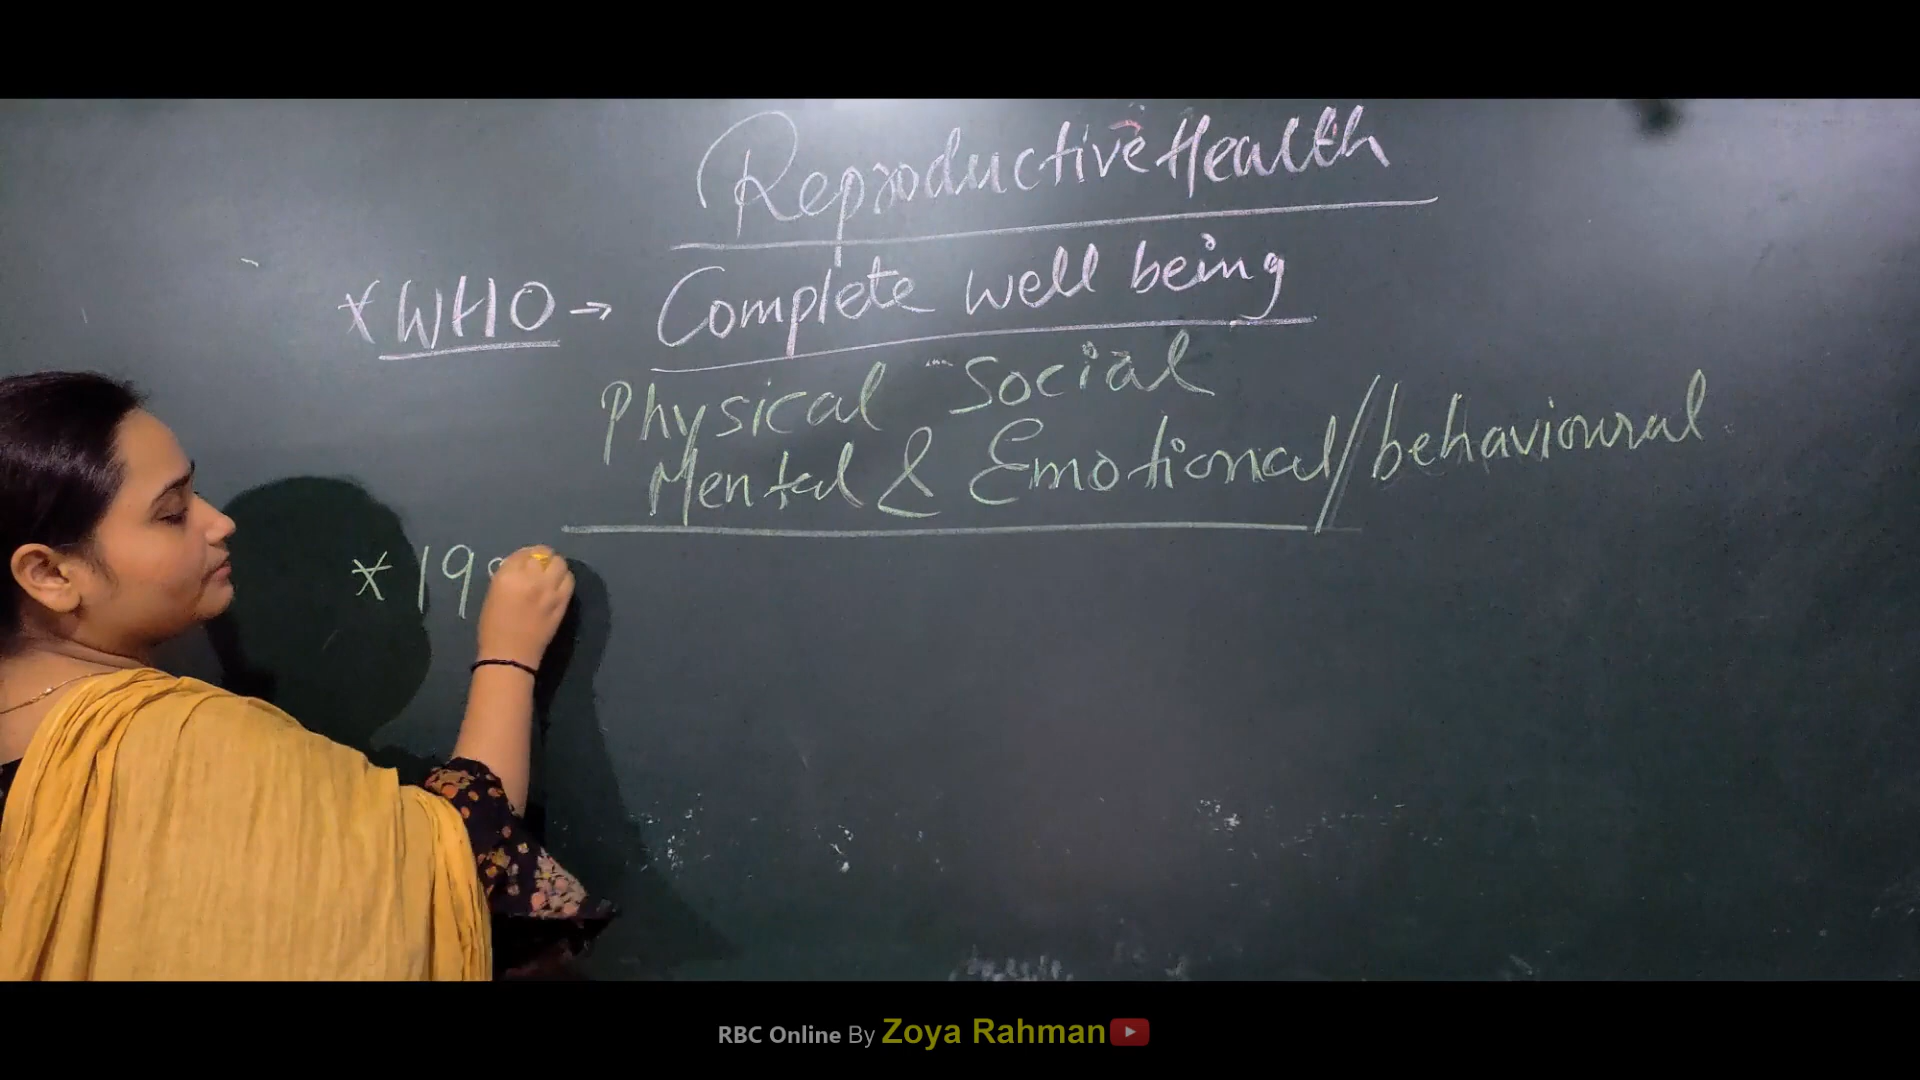 Reproductive Health
* WHO → Complete well being
Physical Social
Mental & Emotional/behavioural
* 19
RBC Online By Zoya Rahman